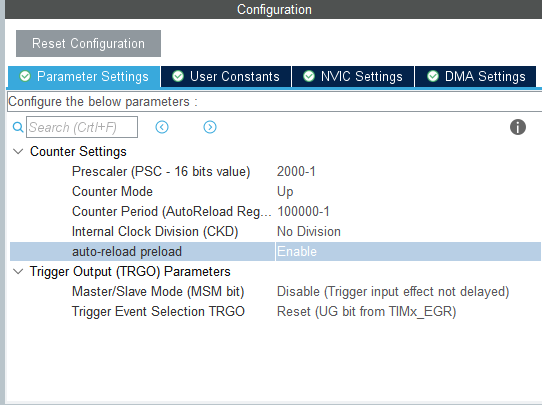 Configuration
Reset Configuration
Parameter Settings User Constants NVIC Settings DMA Settings
Configure the below parameters :
Search (Crtl+F)
Counter Settings
Prescaler (PSC - 16 bits value) 2000-1
Counter Mode Up
Counter Period (AutoReload Reg... 100000-1
Internal Clock Division (CKD) No Division
auto-reload preload Enable
Trigger Output (TRGO) Parameters
Master/Slave Mode (MSM bit) Disable (Trigger input effect not delayed)
Trigger Event Selection TRGO Reset (UG bit from TIMx_EGR)